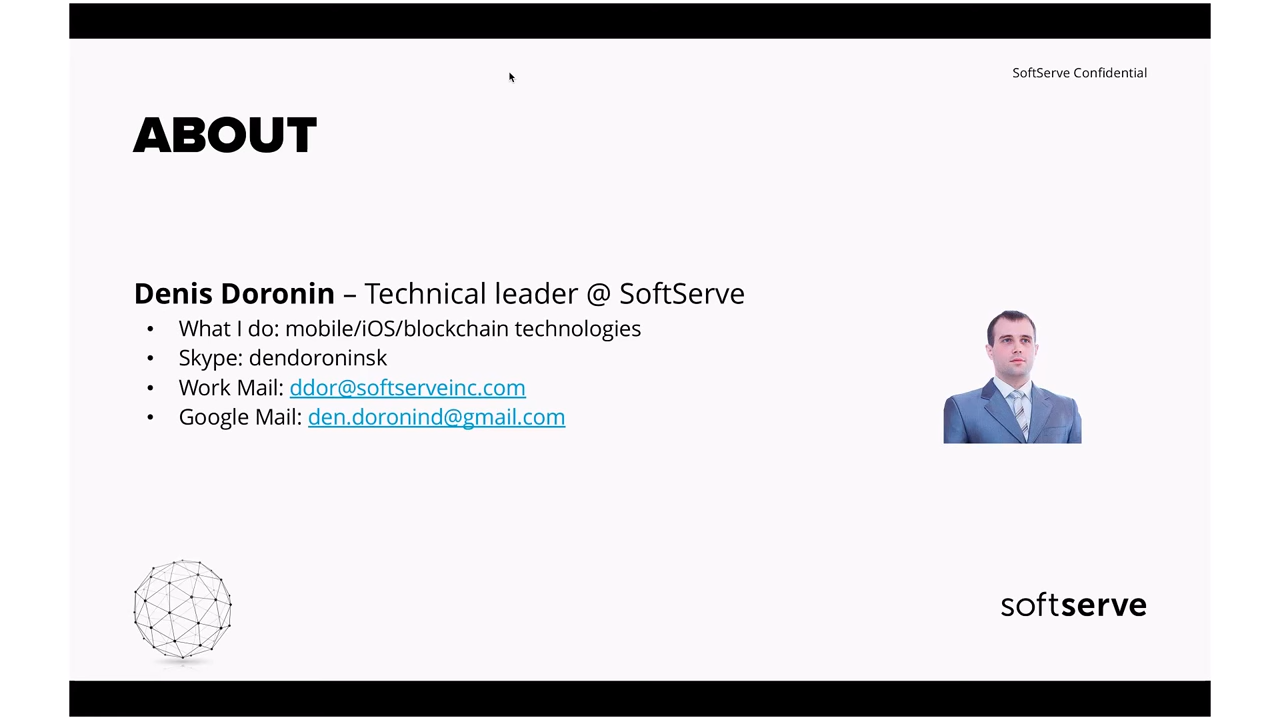 SoftServe Confidential
ABOUT
Denis Doronin – Technical leader @ SoftServe
• What I do: mobile/iOS/blockchain technologies
• Skype: dendoroninsk
• Work Mail: ddor@softserveinc.com
• Google Mail: den.doronind@gmail.com
softserve